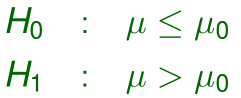 H₀ : μ ≤ μ₀
H₁ : μ > μ₀